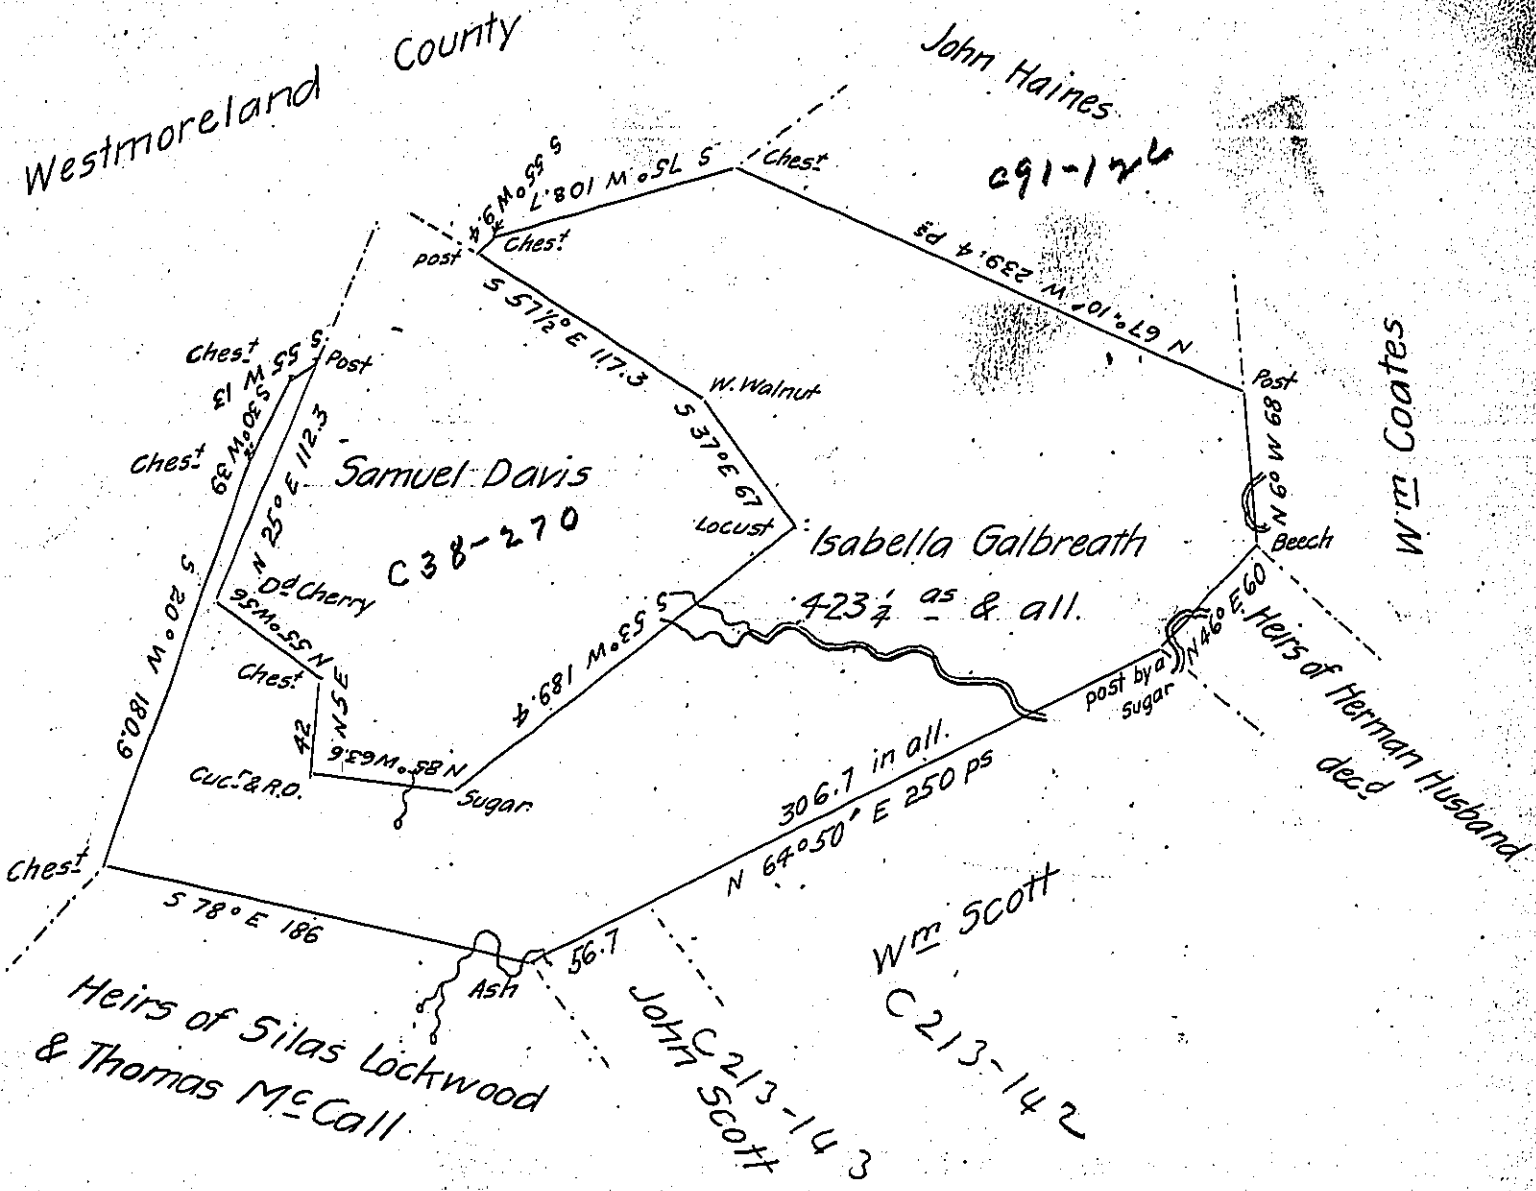 Westmoreland County
John Haines
C91-126
S 55° W 9.4
S 75° W 108.7
Chest
Chest
Post
N 67°,10' W 239.4 ps
S 57½° E 117.3
W. Walnut
S 37° E 67
Locust
Post
N 6° W 68
Beech
Wm Coates
Chest
S 55 W 13
Post
S 30° W 39
Chest
N 25° E 112.3
Samuel Davis
C38-270
Isabella Galbreath
423¼ as & all.
S 20° W 180.9
Dd Cherry
N 55° W 56
Chest
N 5 E
42
Cucr & R.O.
N 85° W 63.6
Sugar
S 53° W 189.4
N 46° E 60
post by a
Sugar
Heirs of Herman Husband
decd
306.7 in all.
N 64° 50' E 250 ps
Chest
S 78° E 186
Ash
56.7
Wm Scott
C213-142
John Scott
C213-143
Heirs of Silas Lockwood
& Thomas McCall